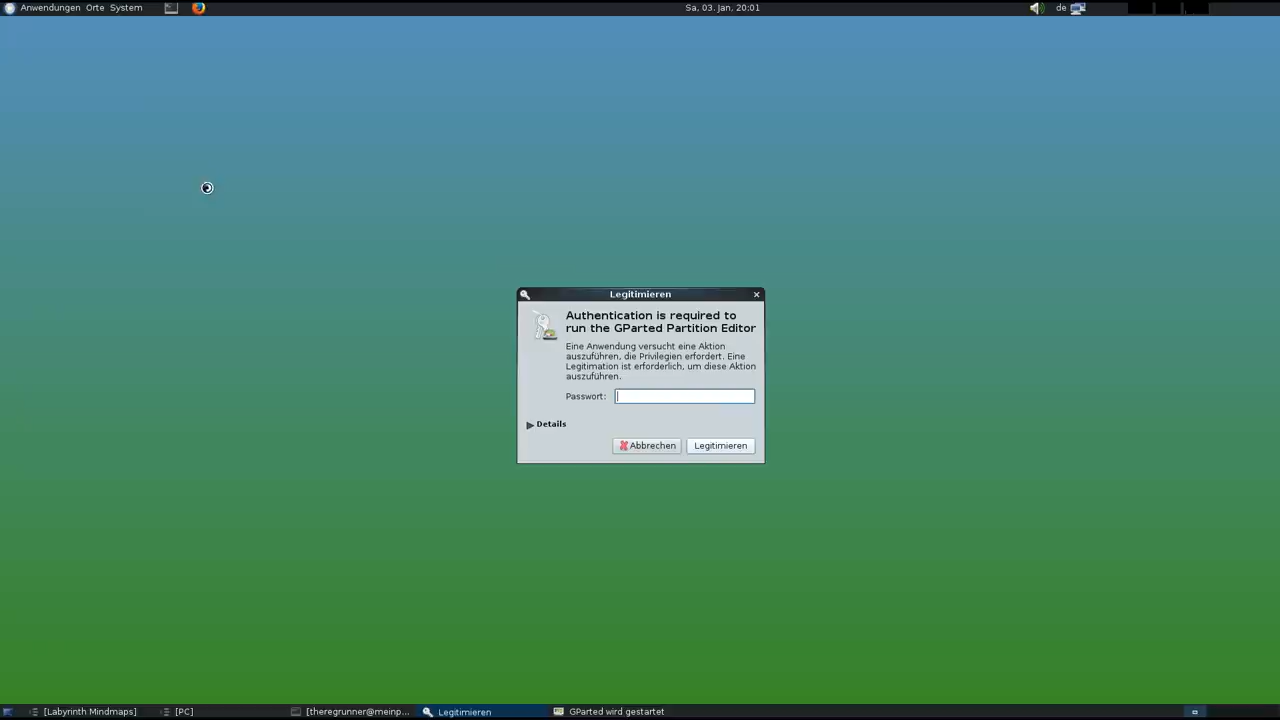 Anwendungen Orte System
Sa, 03. Jan, 20:01
de
Legitimieren
Authentication is required to
run the GParted Partition Editor
Eine Anwendung versucht eine Aktion
auszuführen, die Privilegien erfordert. Eine
Legitimation ist erforderlich, um diese Aktion
auszuführen.
Passwort:
Details
Abbrechen Legitimieren
[Labyrinth Mindmaps] [PC] [theregrunner@meinp... Legitimieren GParted wird gestartet